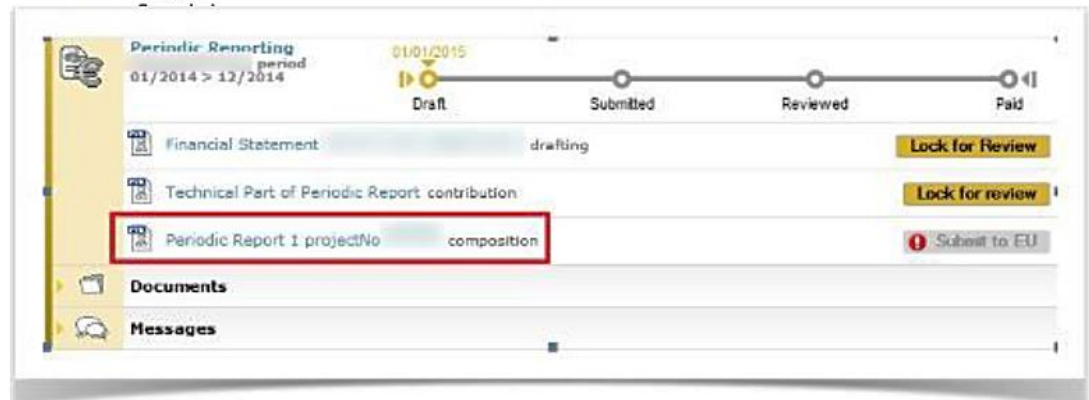 Periodic Reporting
period
01/2014 > 12/2014
01/01/2015
Draft
Submitted
Reviewed
Paid
Financial Statement drafting
Lock for Review
Technical Part of Periodic Report contribution
Lock for review
Periodic Report 1 projectNo composition
Submit to EU
Documents
Messages